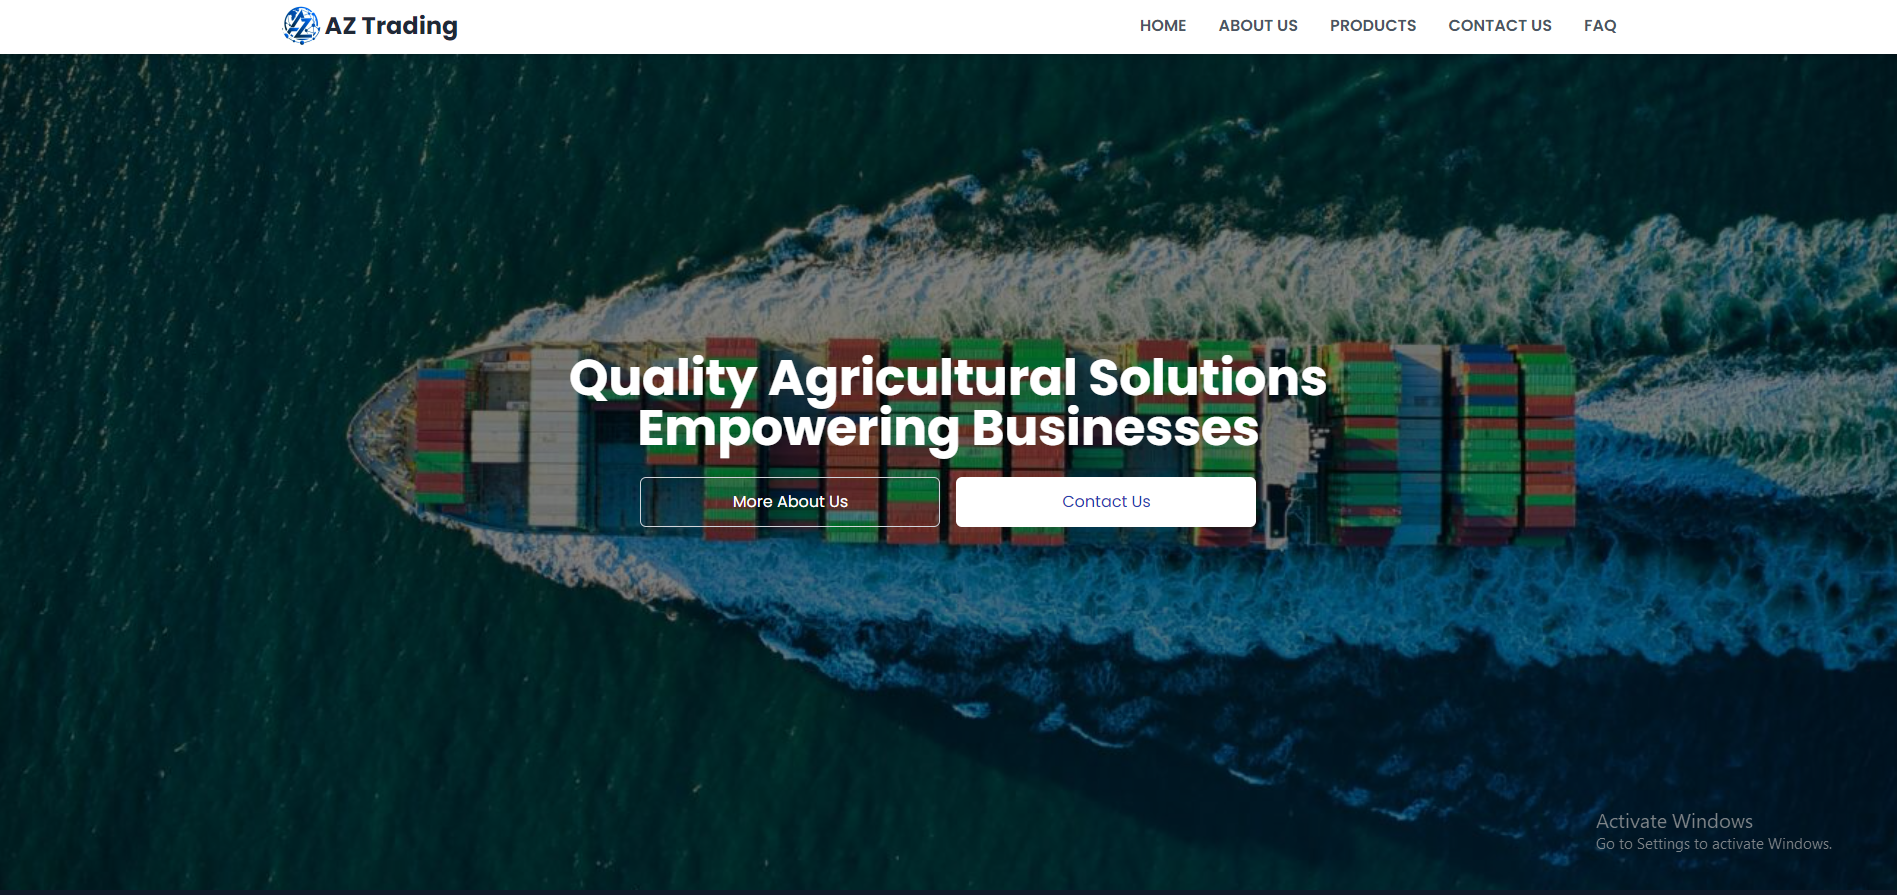 AZ Trading
HOME ABOUT US PRODUCTS CONTACT US FAQ
Quality Agricultural Solutions
Empowering Businesses
More About Us
Contact Us
Activate Windows
Go to Settings to activate Windows.